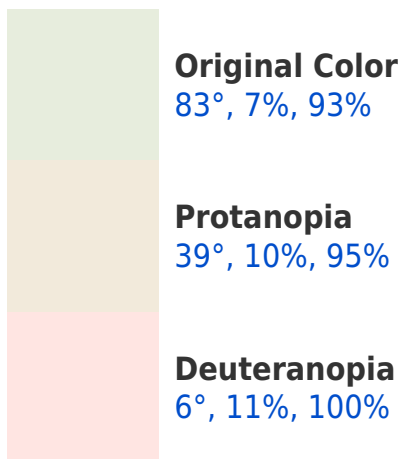 Original Color
83°, 7%, 93%
Protanopia
39°, 10%, 95%
Deuteranopia
6°, 11%, 100%